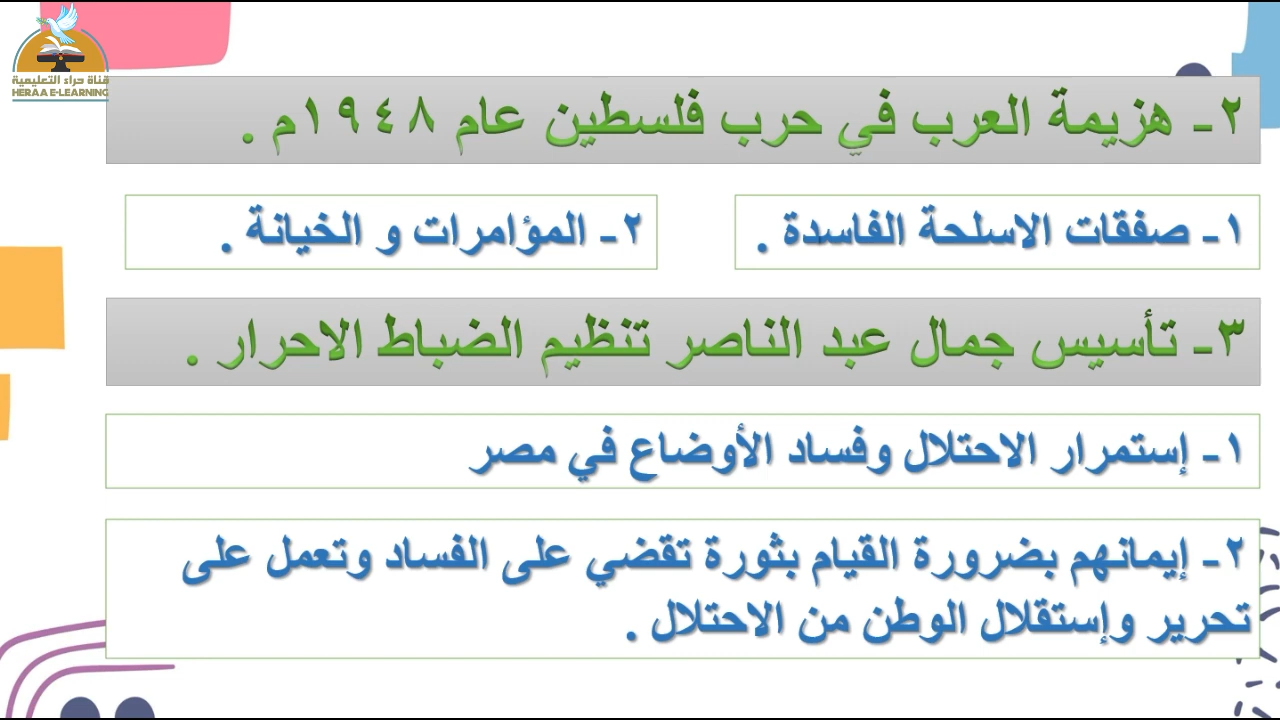 قناة حراء التعليمية
HERAA E-LEARNING
٢- هزيمة العرب في حرب فلسطين عام ١٩٤٨م .
١- صفقات الاسلحة الفاسدة .
٢- المؤامرات و الخيانة .
٣- تأسيس جمال عبد الناصر تنظيم الضباط الاحرار .
١- إستمرار الاحتلال وفساد الأوضاع في مصر
٢- إيمانهم بضرورة القيام بثورة تقضي على الفساد وتعمل على
تحرير وإستقلال الوطن من الاحتلال .